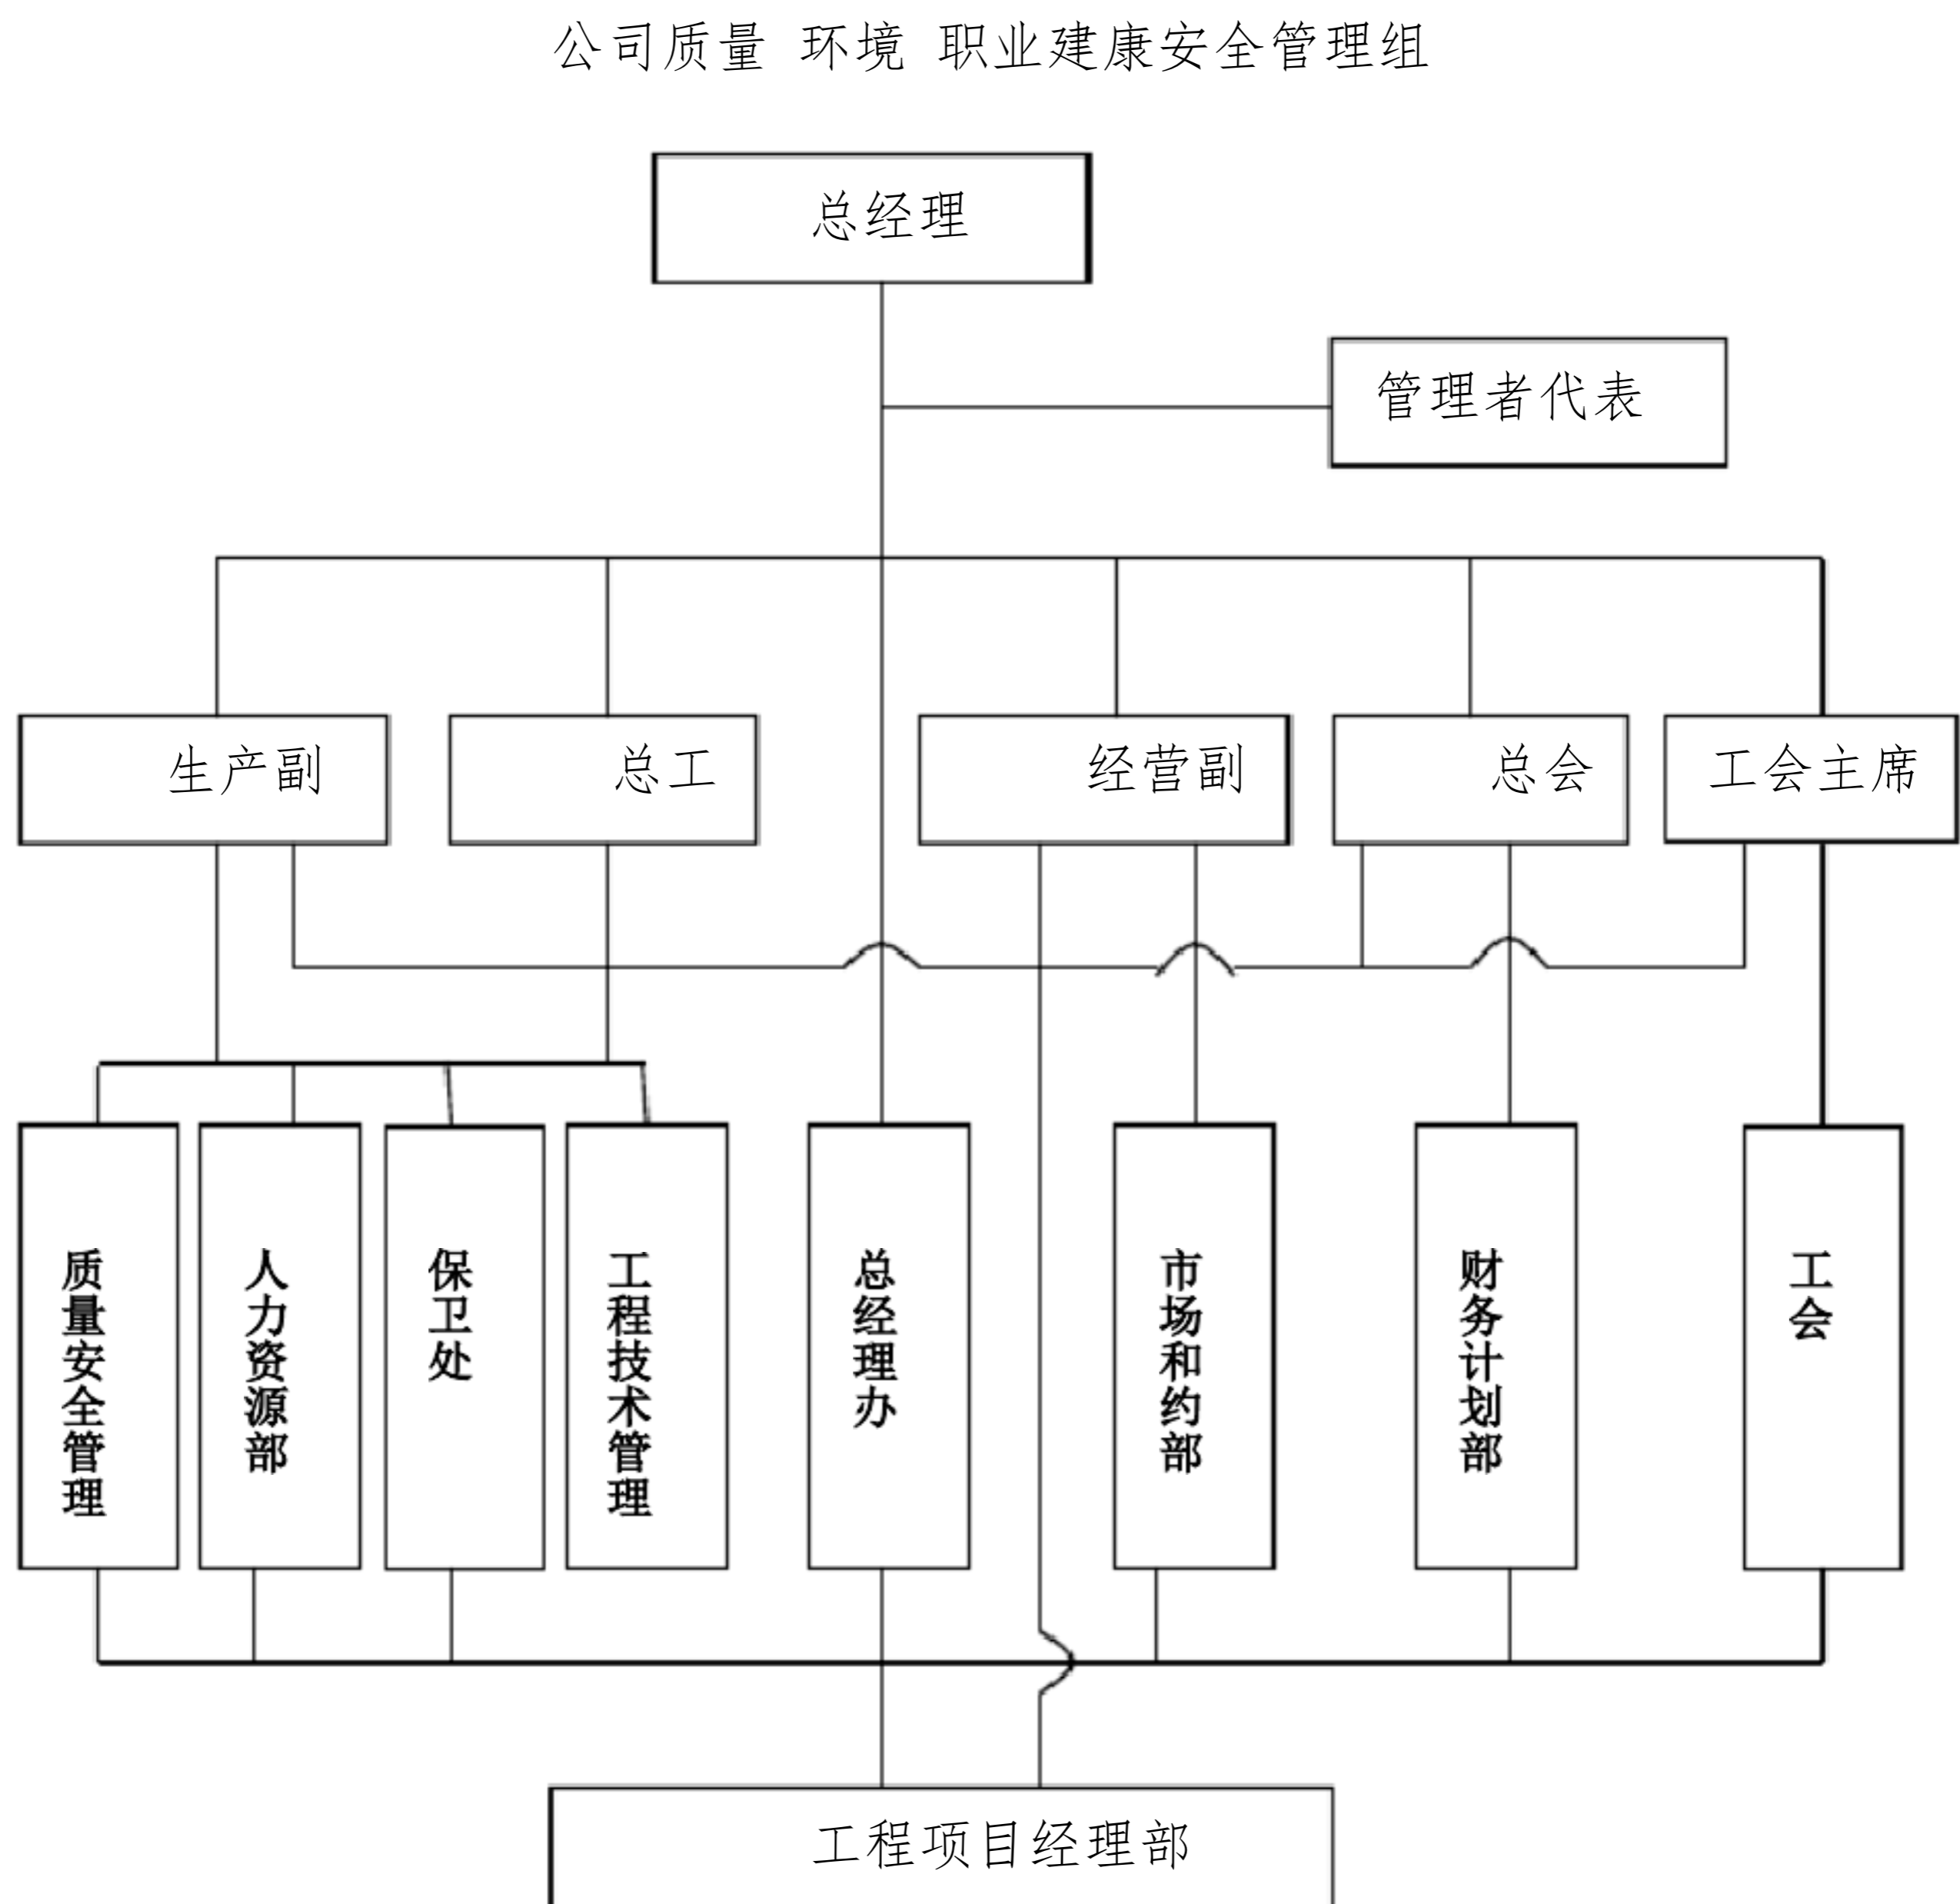 公司质量 环境 职业建康安全管理组
总经理
管理者代表
生产副
总工
经营副
总会
工会主席
质量安全管理
人力资源部
保卫处
工程技术管理
总经理办
市场和约部
财务计划部
工会
工程项目经理部